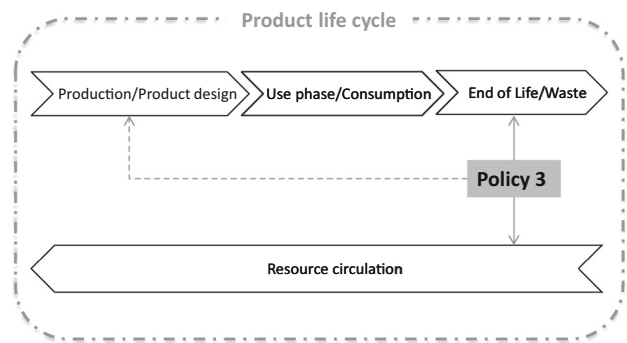 Product life cycle
Production/Product design
Use phase/Consumption
End of Life/Waste
Policy 3
Resource circulation